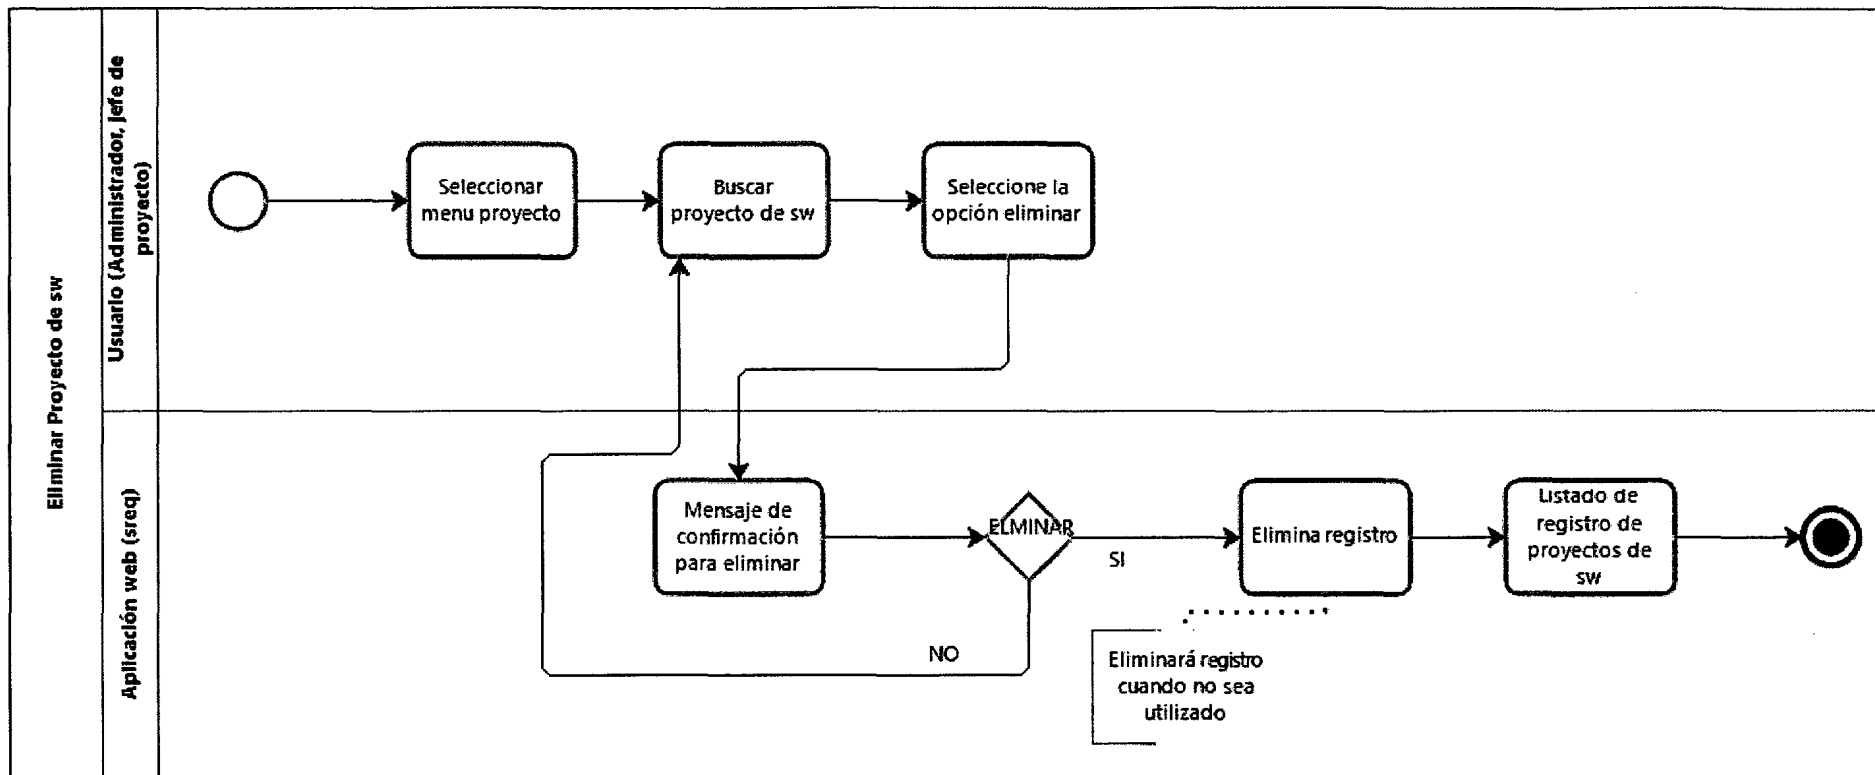 Eliminar Proyecto de sw
Usuario (Administrador, Jefe de
proyecto)
Seleccionar
menu proyecto
Buscar
proyecto de sw
Seleccione la
opción eliminar
Aplicación web (sreq)
Mensaje de
confirmación
para eliminar
ELMINAR
SI
NO
Elimina registro
Listado de
registro de
proyectos de
sw
Eliminará registro
cuando no sea
utilizado